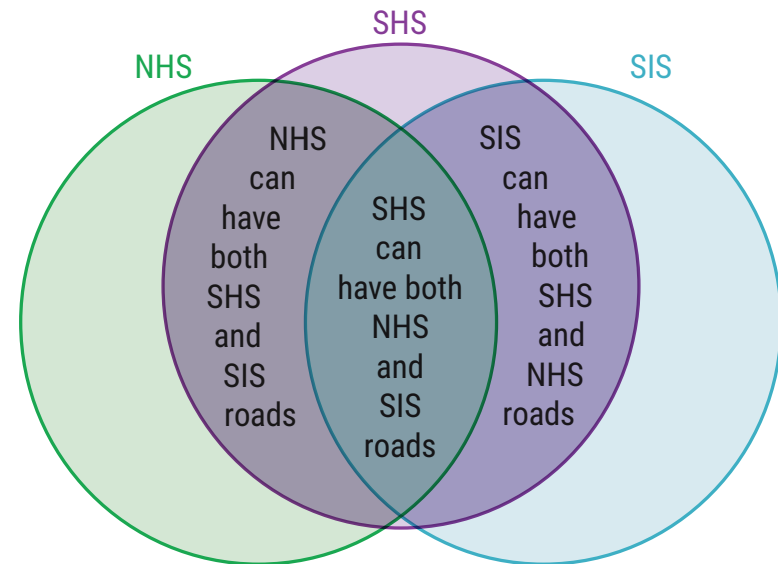 SHS
NHS
SIS
NHS
can
have
both
SHS
and
SIS
roads
SHS
can
have both
NHS
and
SIS
roads
SIS
can
have
both
SHS
and
NHS
roads